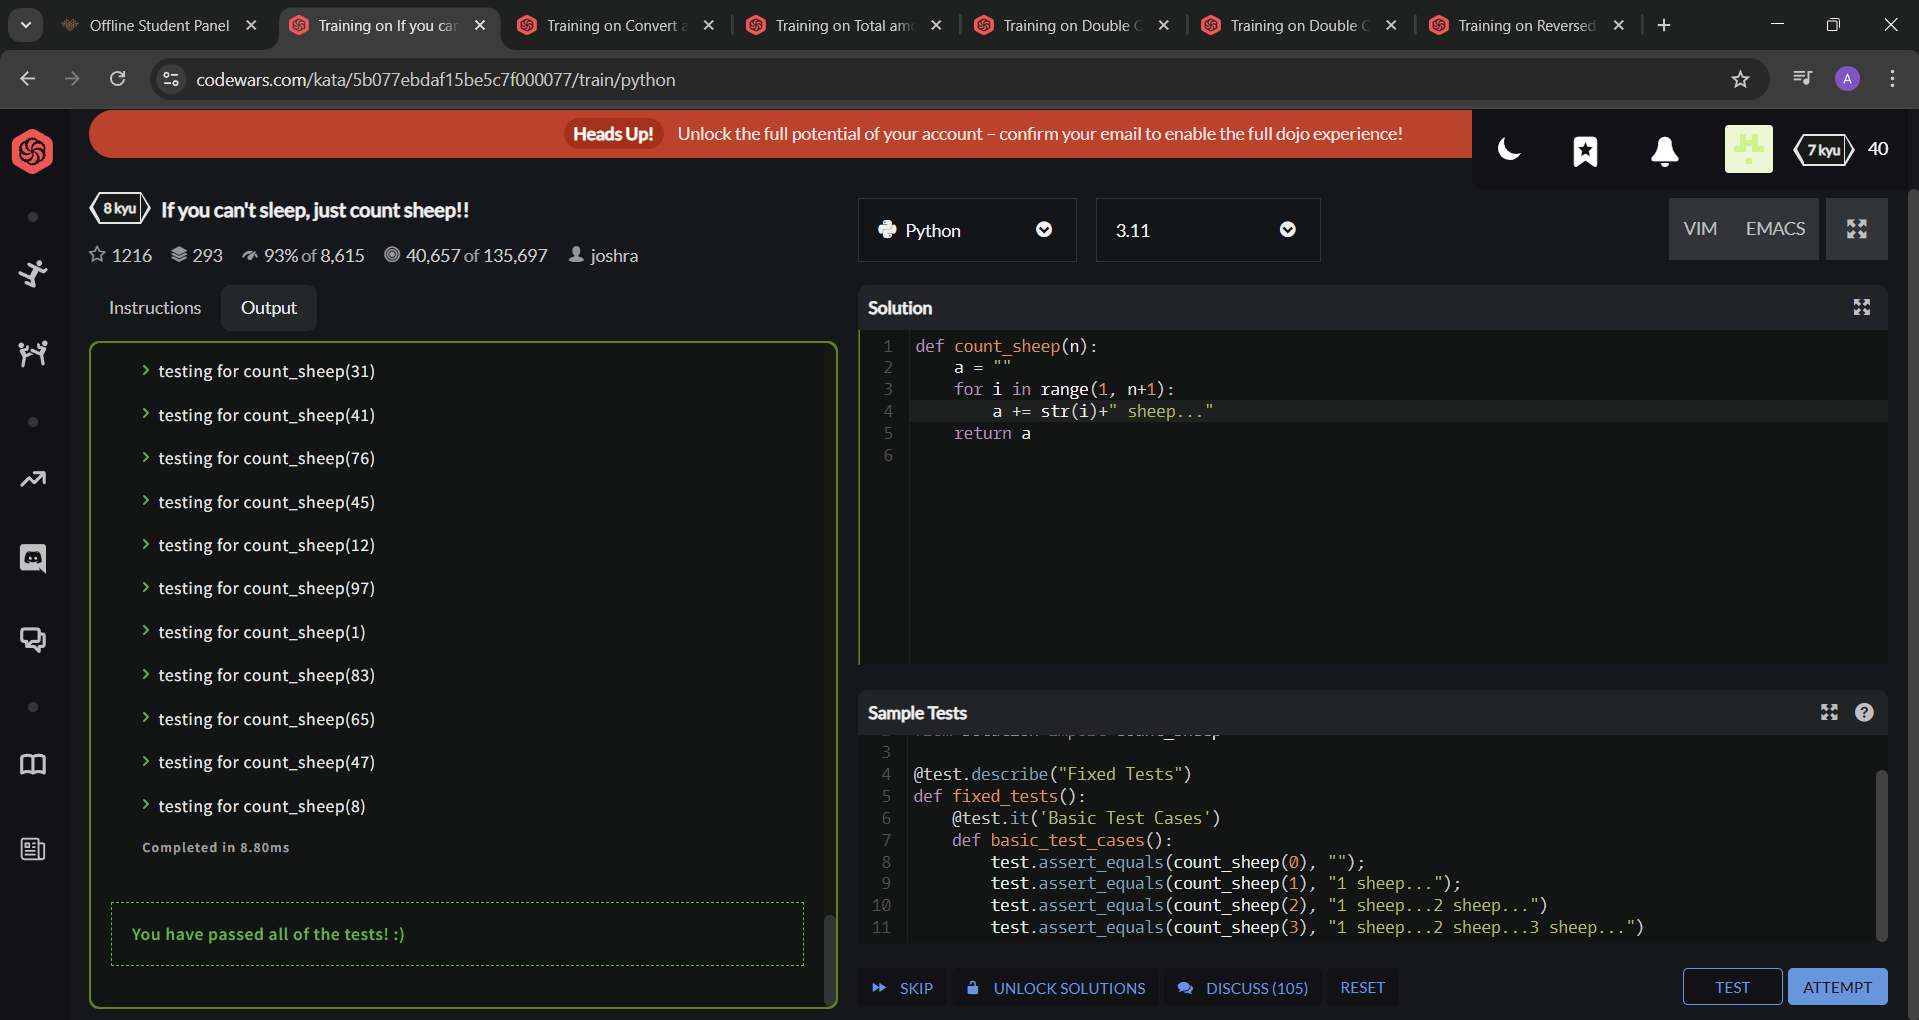 Offline Student Panel
Training on If you car
Training on Convert a
Training on Total amo
Training on Double C
Training on Double C
Training on Reversed
codewars.com/kata/5b077ebdaf15be5c7f000077/train/python
A
Heads Up! Unlock the full potential of your account – confirm your email to enable the full dojo experience!
7 kyu 40
8 kyu If you can't sleep, just count sheep!!
1216 293 93% of 8,615 40,657 of 135,697 joshra
Python
3.11
VIM EMACS
Instructions Output
testing for count_sheep(31)
testing for count_sheep(41)
testing for count_sheep(76)
testing for count_sheep(45)
testing for count_sheep(12)
testing for count_sheep(97)
testing for count_sheep(1)
testing for count_sheep(83)
testing for count_sheep(65)
testing for count_sheep(47)
testing for count_sheep(8)
Completed in 8.80ms
You have passed all of the tests! :)
Solution
1 def count_sheep(n):
2 a = ""
3 for i in range(1, n+1):
4 a += str(i)+" sheep..."
5 return a
6
Sample Tests
3
4 @test.describe("Fixed Tests")
5 def fixed_tests():
6 @test.it('Basic Test Cases')
7 def basic_test_cases():
8 test.assert_equals(count_sheep(0), "");
9 test.assert_equals(count_sheep(1), "1 sheep...");
10 test.assert_equals(count_sheep(2), "1 sheep...2 sheep...")
11 test.assert_equals(count_sheep(3), "1 sheep...2 sheep...3 sheep...")
SKIP
UNLOCK SOLUTIONS
DISCUSS (105)
RESET
TEST
ATTEMPT